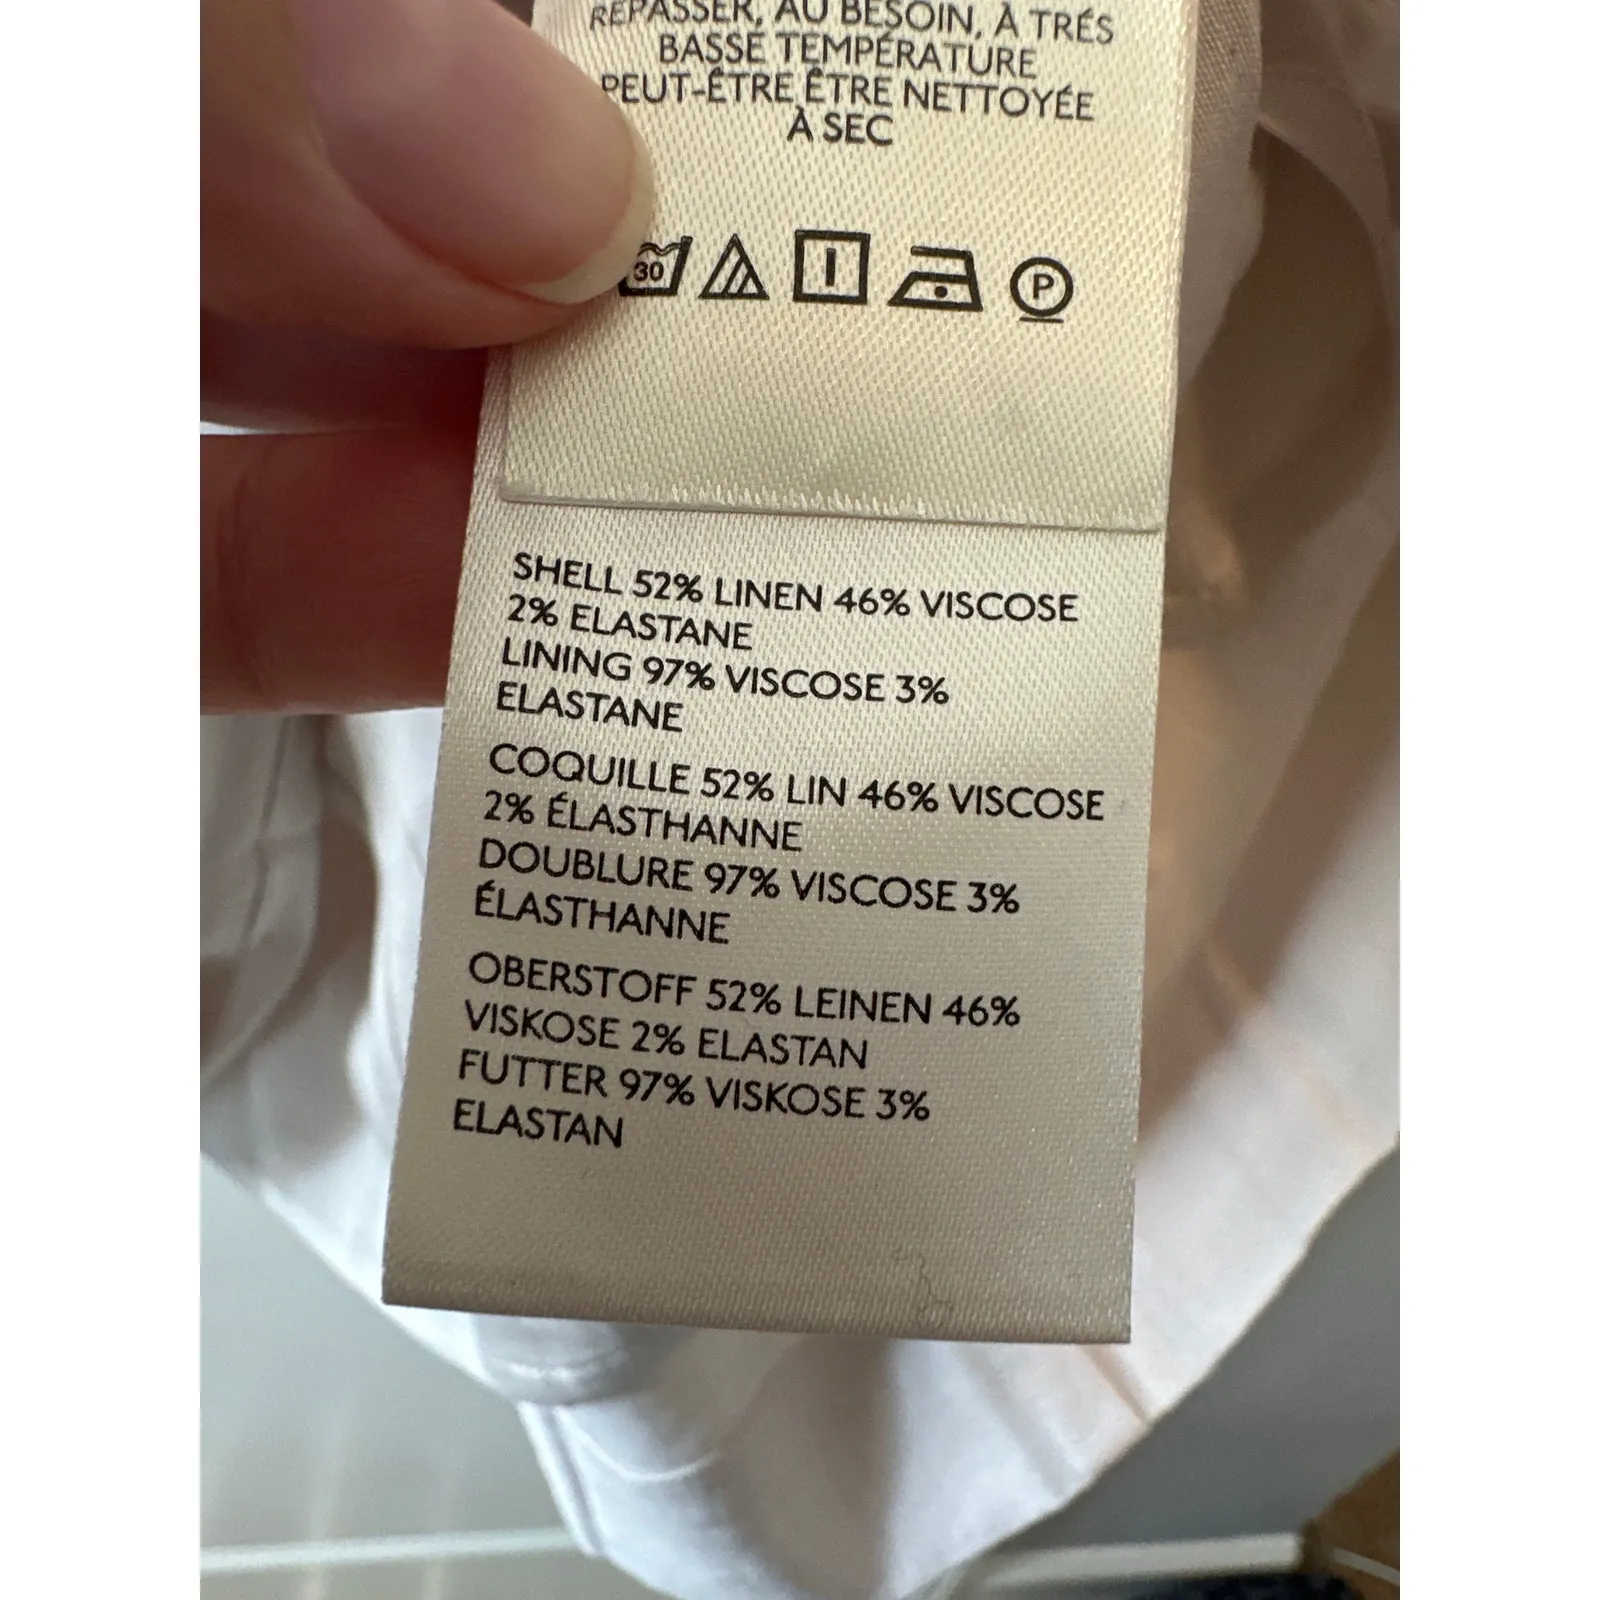 REPASSER, AU BESOIN, À TRÉS
BASSE TEMPÉRATURE
PEUT-ÊTRE ÊTRE NETTOYÉE
À SEC
30
P
SHELL 52% LINEN 46% VISCOSE
2% ELASTANE
LINING 97% VISCOSE 3%
ELASTANE
COQUILLE 52% LIN 46% VISCOSE
2% ÉLASTHANNE
DOUBLURE 97% VISCOSE 3%
ÉLASTHANNE
OBERSTOFF 52% LEINEN 46%
VISKOSE 2% ELASTAN
FUTTER 97% VISKOSE 3%
ELASTAN